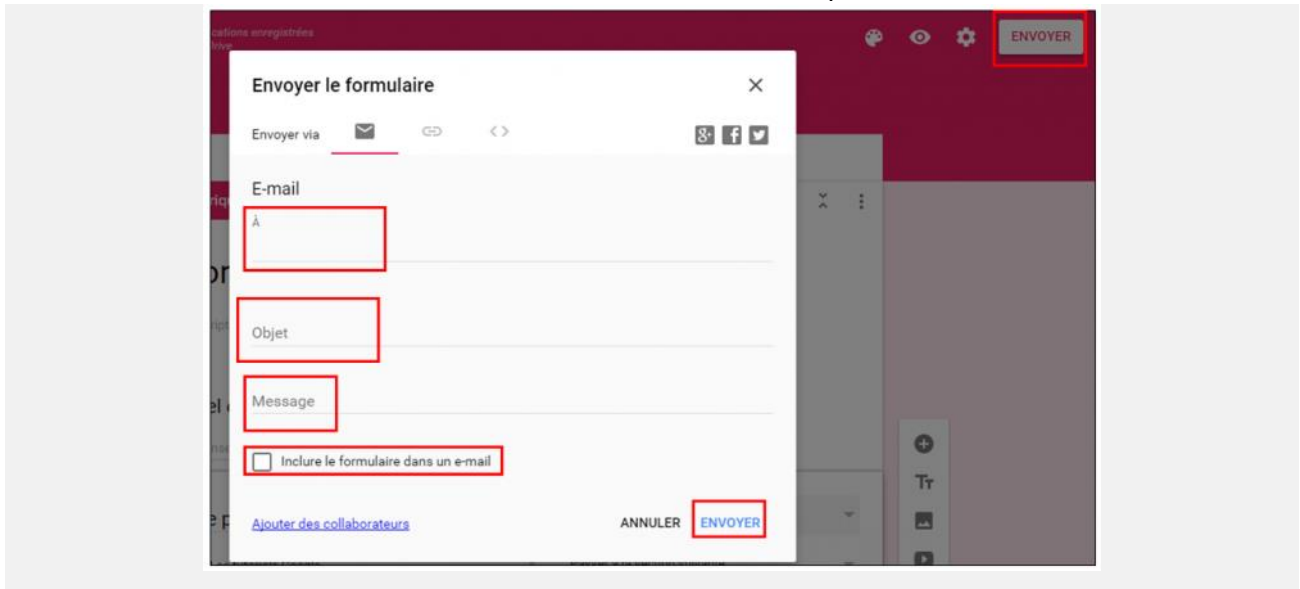 ENVOYER
Envoyer le formulaire
Envoyer via
E-mail
À
Objet
Message
Inclure le formulaire dans un e-mail
Ajouter des collaborateurs
ANNULER ENVOYER